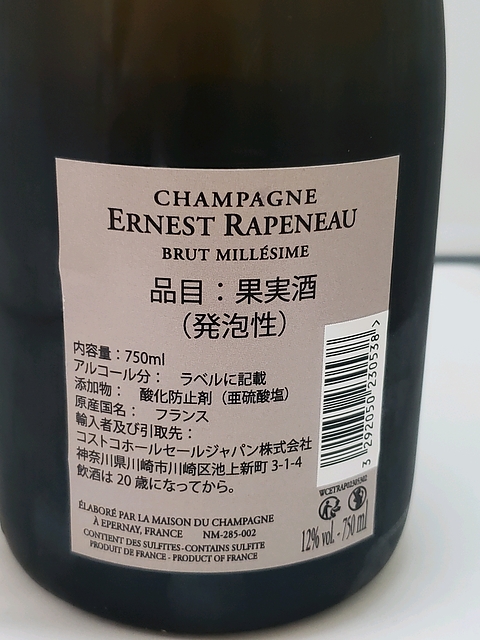 CHAMPAGNE
ERNEST RAPENEAU
BRUT MILLÉSIME
品目：果実酒
（発泡性）
内容量：750ml
アルコール分： ラベルに記載
添加物： 酸化防止剤（亜硫酸塩）
原産国名： フランス
輸入者及び引取先：
コストコホールセールジャパン株式会社
神奈川県川崎市川崎区池上新町 3-1-4
飲酒は 20 歳になってから。
3 292050 230538>
WCETRAP02305302
ÉLABORÉ PAR LA MAISON DU CHAMPAGNE
À EPERNAY, FRANCE NM-285-002
CONTIENT DES SULFITES - CONTAINS SULFITE
PRODUIT DE FRANCE - PRODUCT OF FRANCE
12% vol. - 750 ml